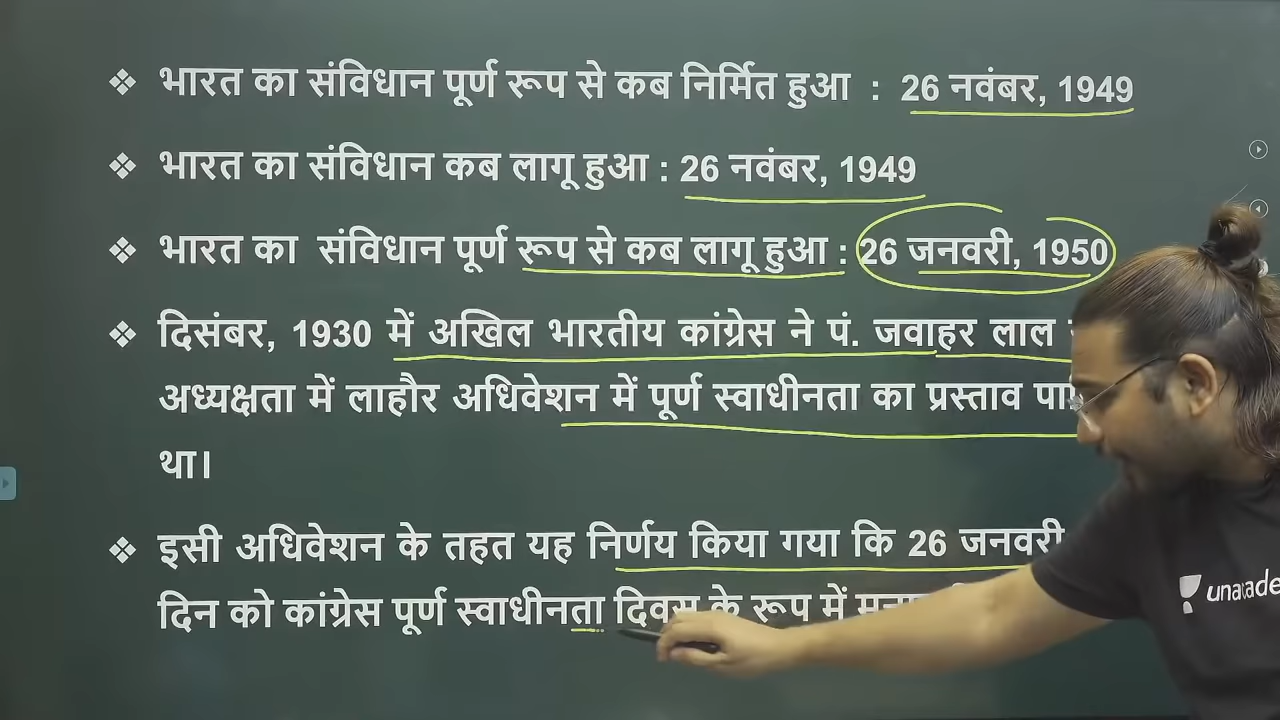 ❖ भारत का संविधान पूर्ण रूप से कब निर्मित हुआ : 26 नवंबर, 1949
❖ भारत का संविधान कब लागू हुआ : 26 नवंबर, 1949
❖ भारत का संविधान पूर्ण रूप से कब लागू हुआ : 26 जनवरी, 1950
❖ दिसंबर, 1930 में अखिल भारतीय कांग्रेस ने पं. जवाहर लाल
अध्यक्षता में लाहौर अधिवेशन में पूर्ण स्वाधीनता का प्रस्ताव
था।
❖ इसी अधिवेशन के तहत यह निर्णय किया गया कि 26 जनवरी
दिन को कांग्रेस पूर्ण स्वाधीनता दिवस के रूप में